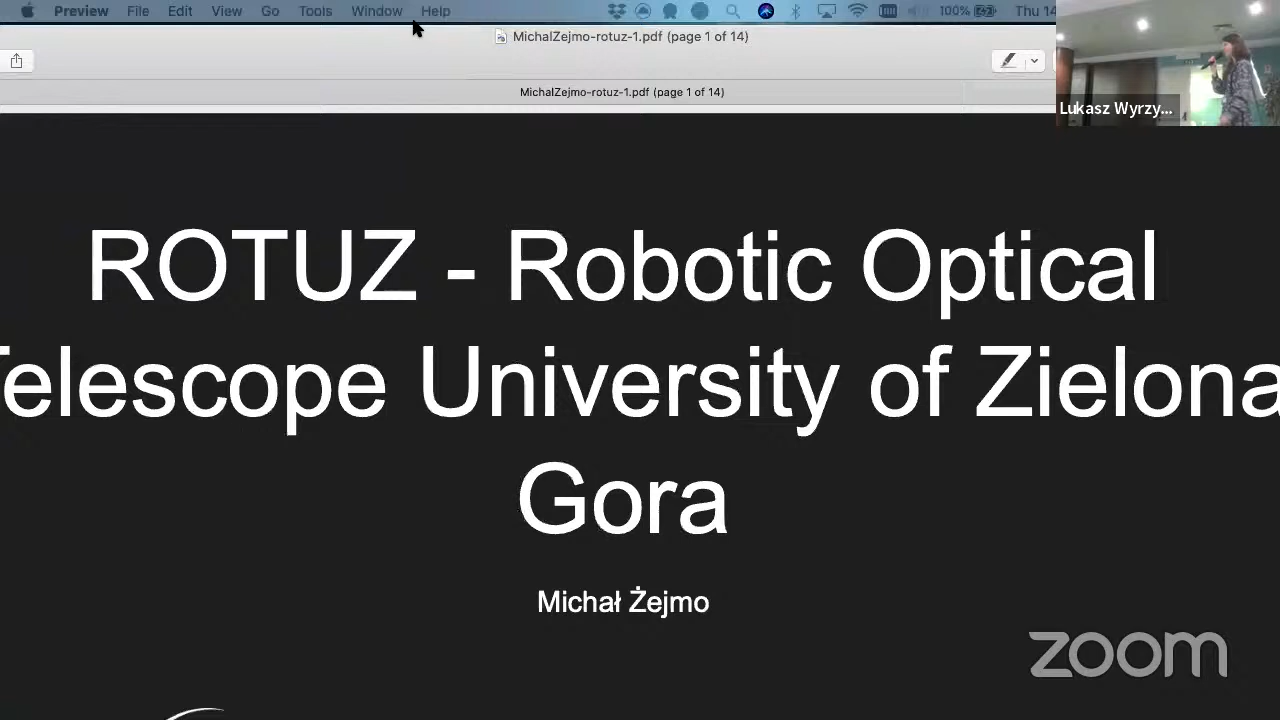 Preview File Edit View Go Tools Window Help 100% Thu 14
MichalZejmo-rotuz-1.pdf (page 1 of 14)
MichalZejmo-rotuz-1.pdf (page 1 of 14)
Lukasz Wyrzy...
ROTUZ - Robotic Optical
Telescope University of Zielona
Gora
Michał Żejmo
zoom